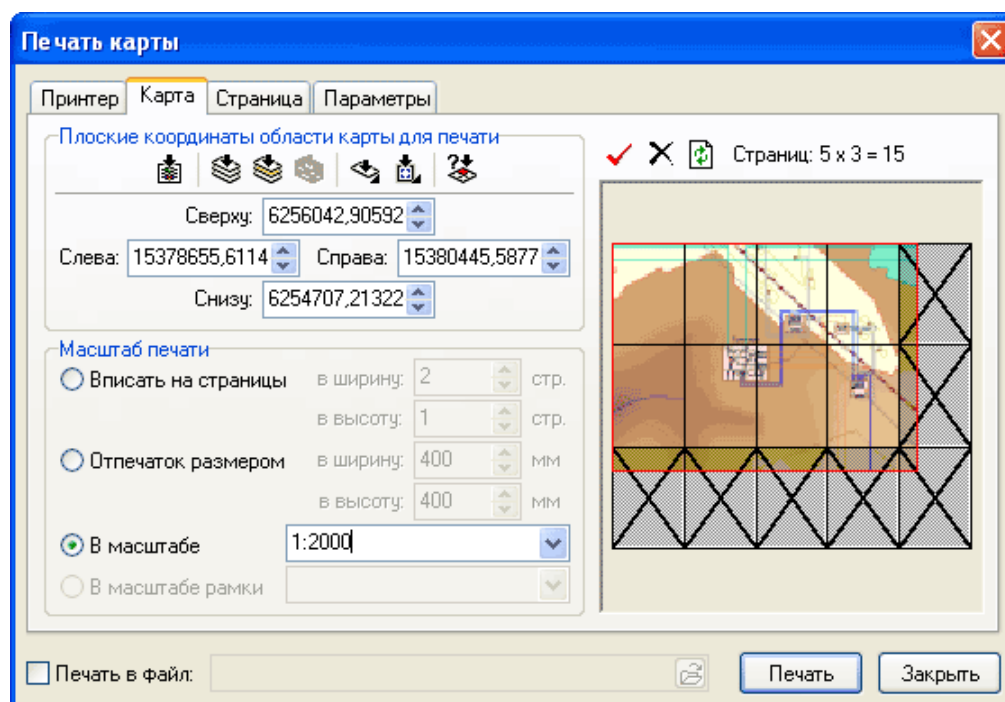 Печать карты
Принтер Карта Страница Параметры
Плоские координаты области карты для печати
Страниц: 5 x 3 = 15
Сверху: 6256042,90592
Слева: 15378655,6114 Справа: 15380445,5877
Снизу: 6254707,21322
Масштаб печати
Вписать на страницы в ширину: 2 стр.
в высоту: 1 стр.
Отпечаток размером в ширину: 400 мм
в высоту: 400 мм
В масштабе 1:2000
В масштабе рамки
Печать в файл: Печать Закрыть